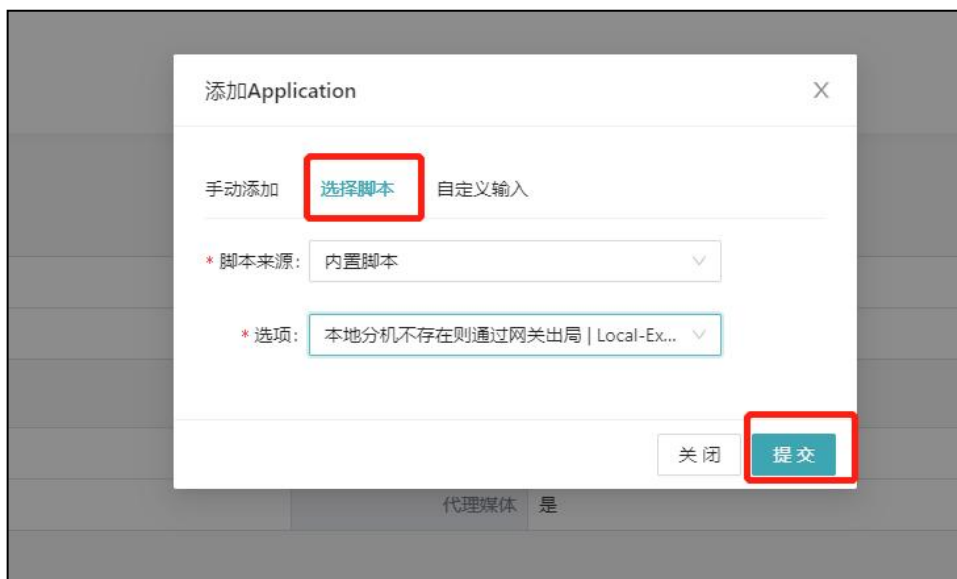 添加Application
手动添加 选择脚本 自定义输入
* 脚本来源: 内置脚本
* 选项: 本地分机不存在则通过网关出局 | Local-Ex...
关 闭 提 交
代理媒体 是